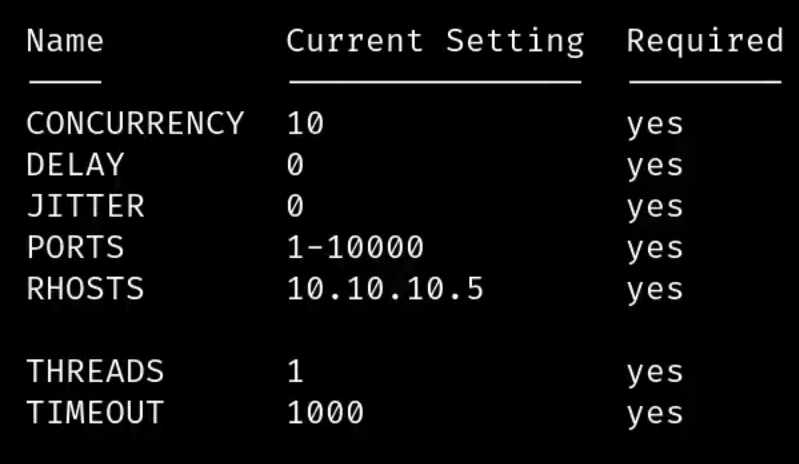 Name Current Setting Required
CONCURRENCY 10 yes
DELAY 0 yes
JITTER 0 yes
PORTS 1-10000 yes
RHOSTS 10.10.10.5 yes
THREADS 1 yes
TIMEOUT 1000 yes